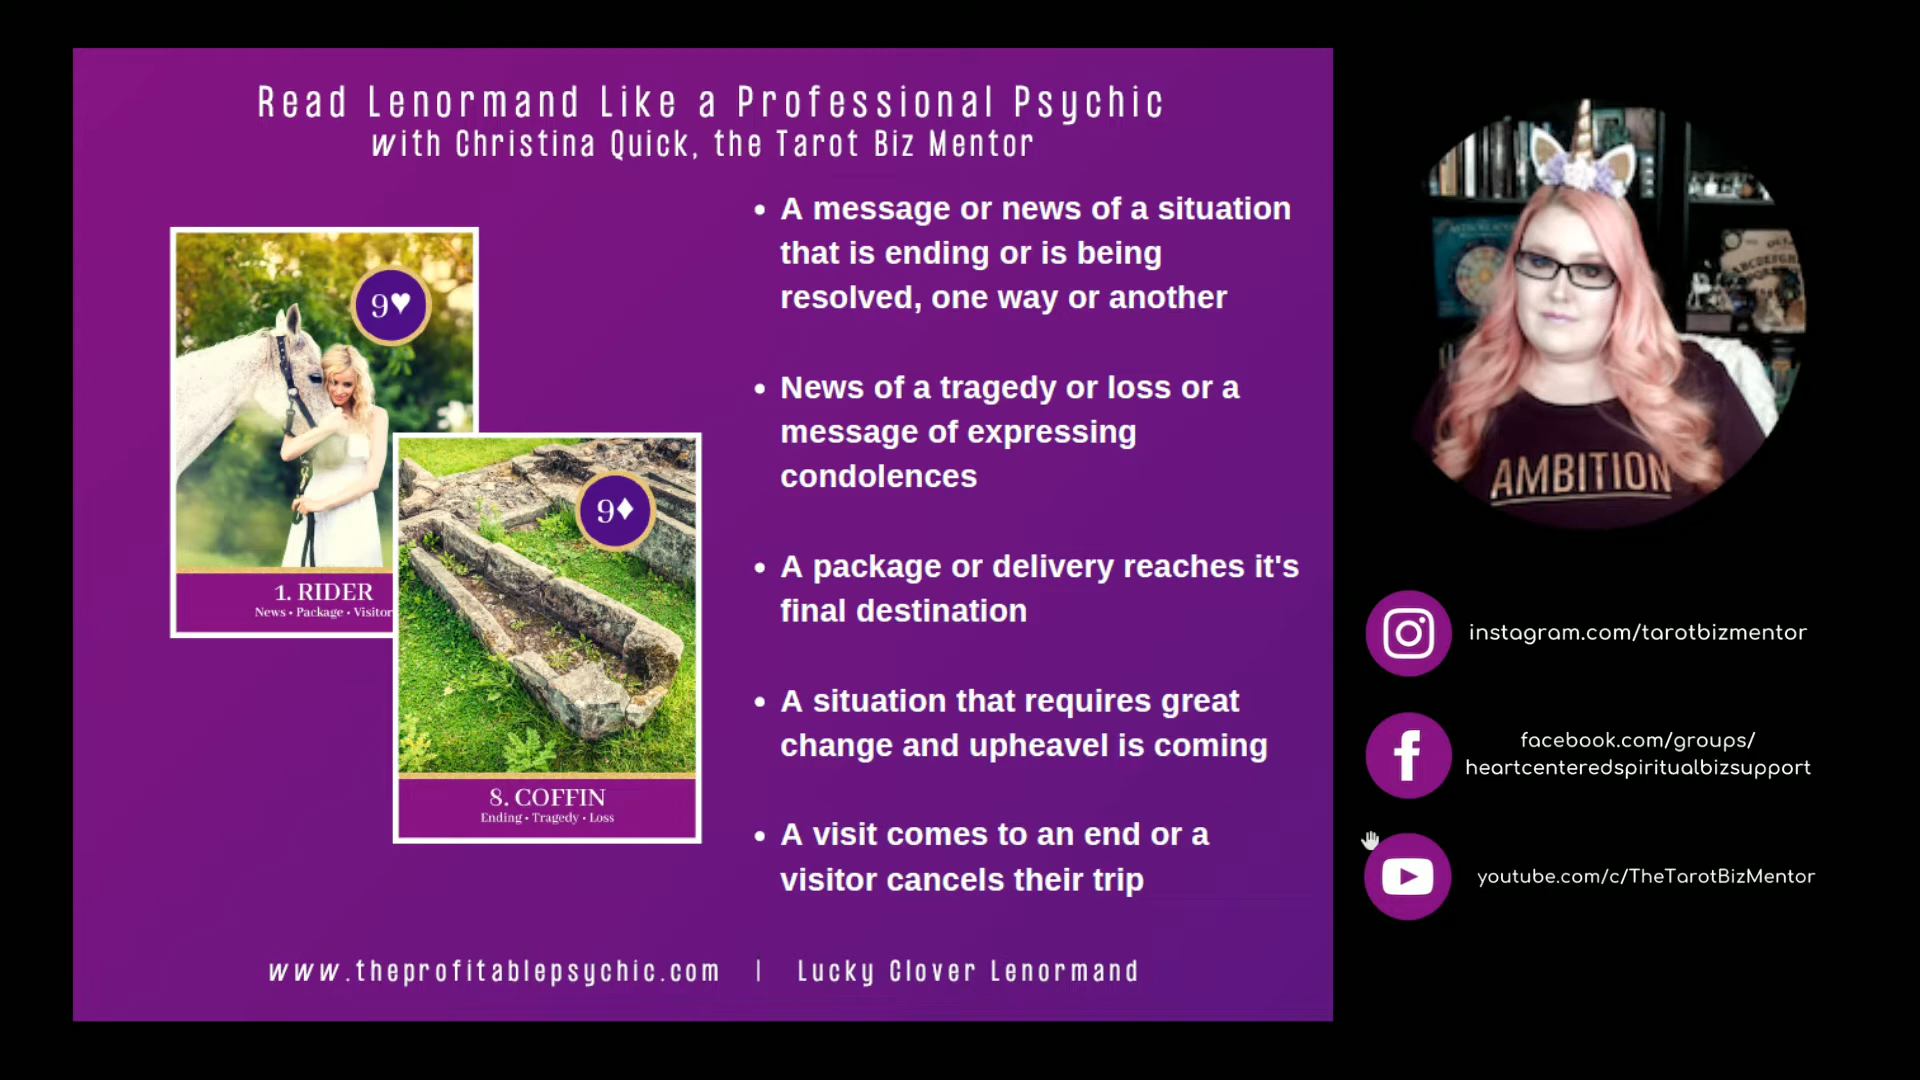 Read Lenormand Like a Professional Psychic
with Christina Quick, the Tarot Biz Mentor
9♥
1. RIDER
News • Package • Visitor
9♦
8. COFFIN
Ending • Tragedy • Loss
• A message or news of a situation
that is ending or is being
resolved, one way or another
• News of a tragedy or loss or a
message of expressing
condolences
• A package or delivery reaches it's
final destination
• A situation that requires great
change and upheavel is coming
• A visit comes to an end or a
visitor cancels their trip
www.theprofitablepsychic.com | Lucky Clover Lenormand
AMBITION
instagram.com/tarotbizmentor
facebook.com/groups/
heartcenteredspiritualbizsupport
youtube.com/c/TheTarotBizMentor